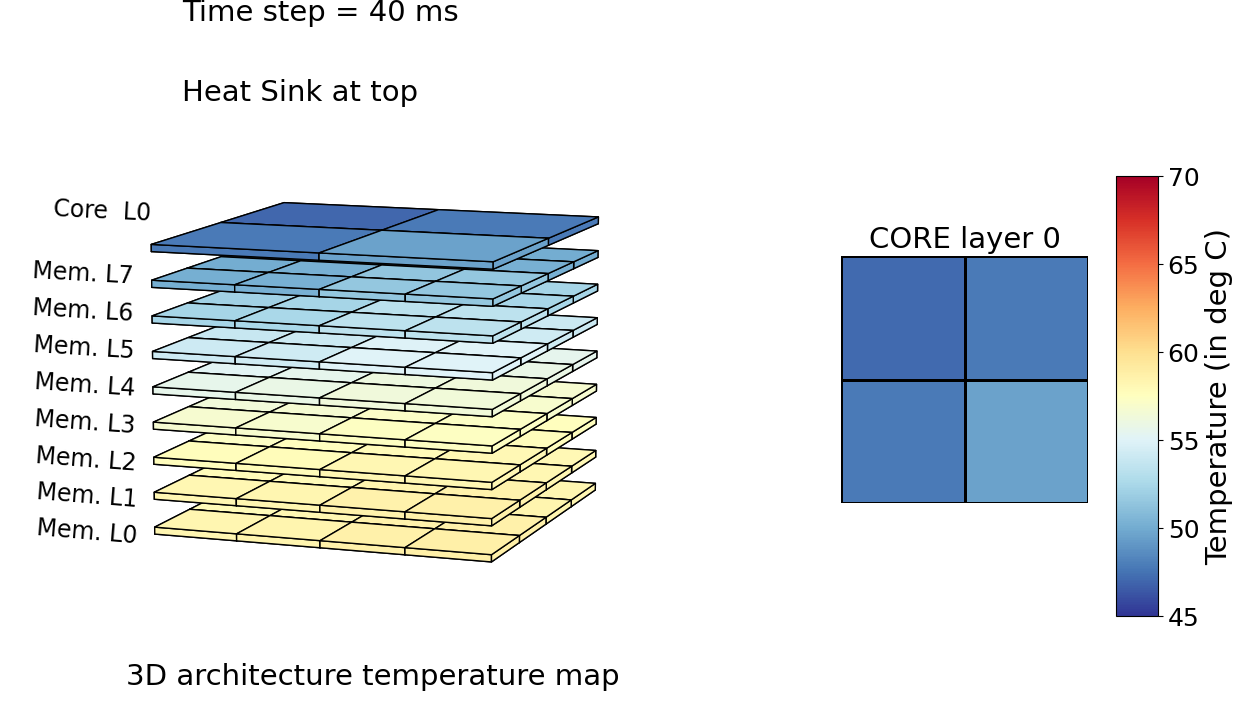 Time step = 40 ms
Heat Sink at top
Core L0
Mem. L7
Mem. L6
Mem. L5
Mem. L4
Mem. L3
Mem. L2
Mem. L1
Mem. L0
3D architecture temperature map
CORE layer 0
70
65
60
55
50
45
Temperature (in deg C)